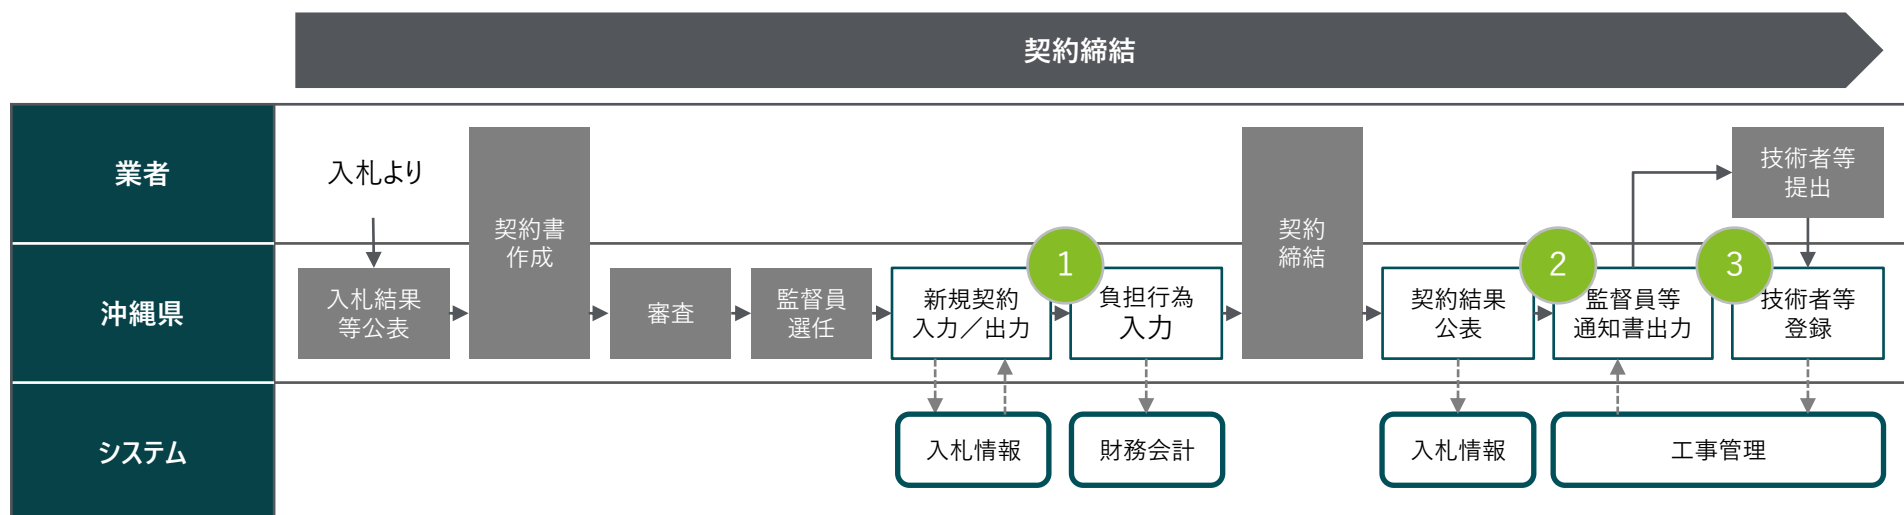 契約締結
業者
入札より
契約書
作成
契約
締結
技術者等
提出
沖縄県
入札結果
等公表
審査
監督員
選任
新規契約
入力／出力
1
負担行為
入力
契約結果
公表
2
監督員等
通知書出力
3
技術者等
登録
システム
入札情報
財務会計
入札情報
工事管理